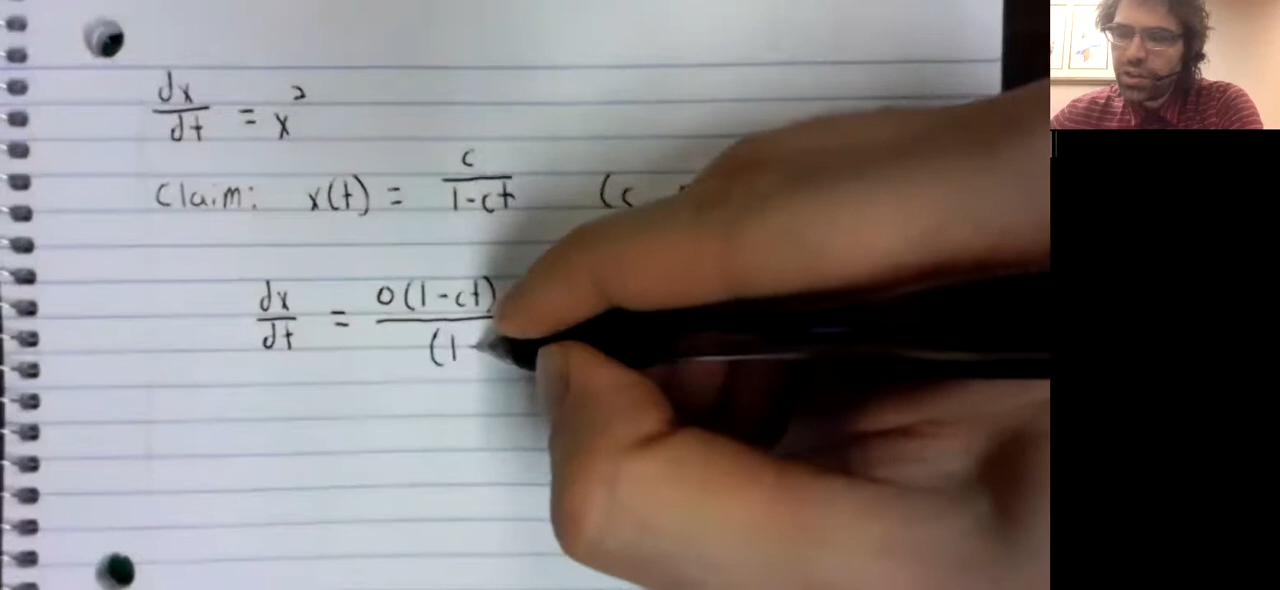 dx/dt = x²
Claim: x(t) = c/(1-ct) (c
dx/dt = 0(1-ct)/(1-